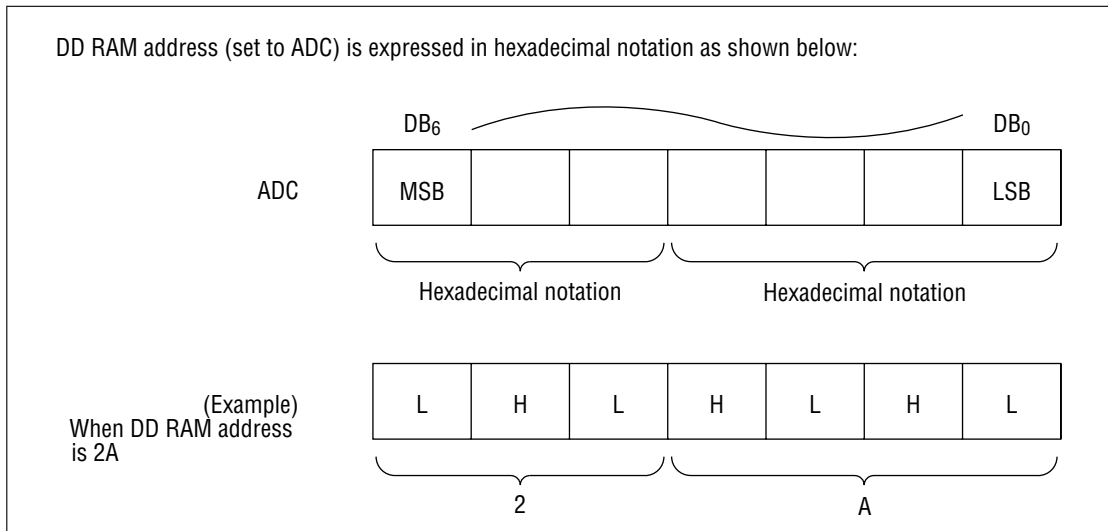 DD RAM address (set to ADC) is expressed in hexadecimal notation as shown below:
DB6 DB0
ADC MSB LSB
Hexadecimal notation Hexadecimal notation
(Example) L H L H L H L
When DD RAM address
is 2A
2 A